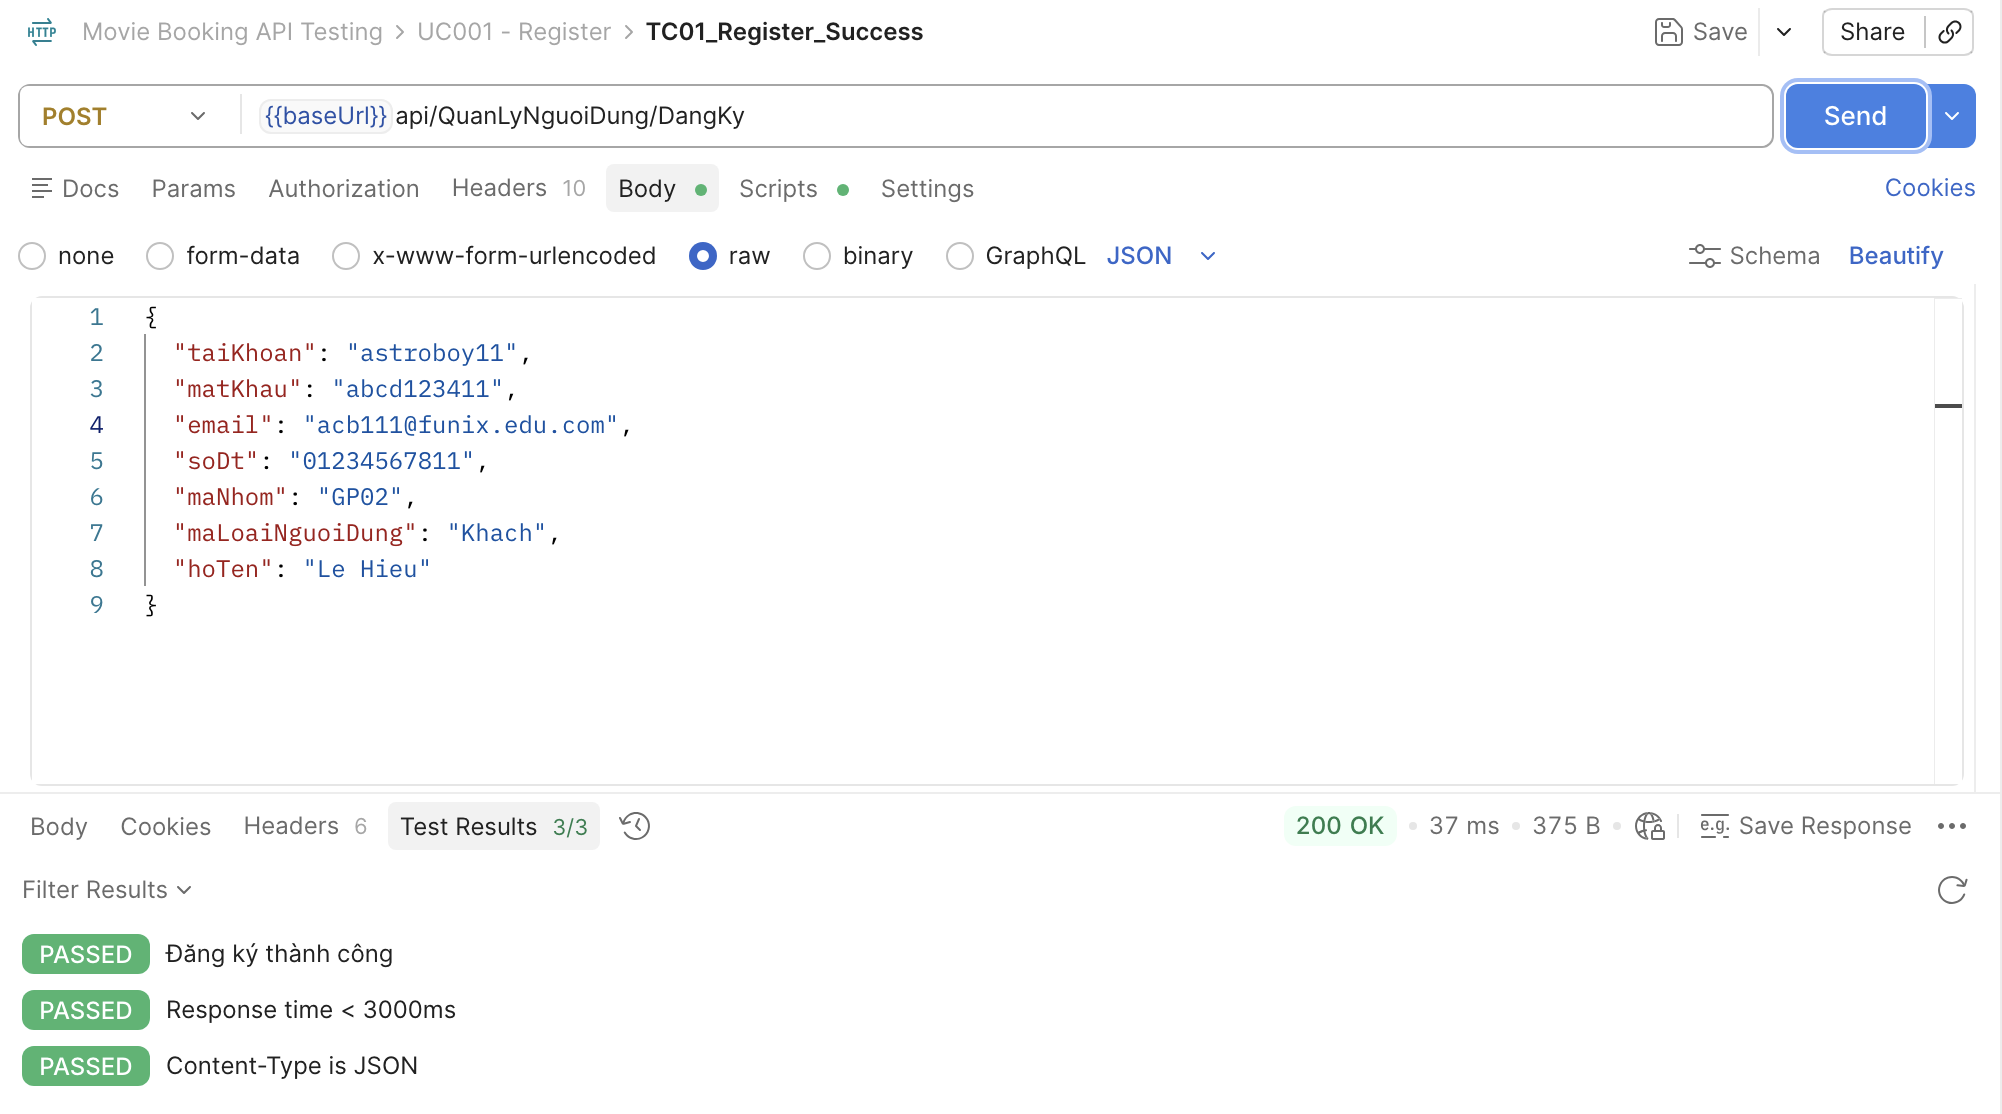 HTTP Movie Booking API Testing > UC001 - Register > TC01_Register_Success Save Share
POST {{baseUrl}} api/QuanLyNguoiDung/DangKy Send
Docs Params Authorization Headers 10 Body Scripts Settings Cookies
none form-data x-www-form-urlencoded raw binary GraphQL JSON Schema Beautify
1 {
2 "taiKhoan": "astroboy11",
3 "matKhau": "abcd123411",
4 "email": "acb111@funix.edu.com",
5 "soDt": "01234567811",
6 "maNhom": "GP02",
7 "maLoaiNguoiDung": "Khach",
8 "hoTen": "Le Hieu"
9 }
Body Cookies Headers 6 Test Results 3/3 200 OK • 37 ms • 375 B • e.g. Save Response
Filter Results
PASSED Đăng ký thành công
PASSED Response time < 3000ms
PASSED Content-Type is JSON